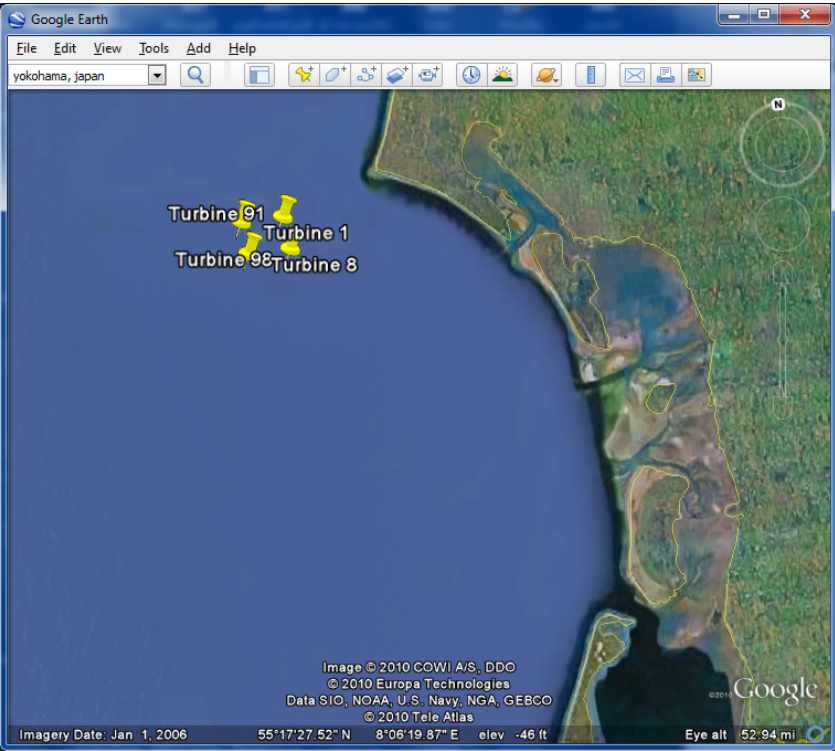 Google Earth
File Edit View Tools Add Help
yokohama, japan
N
Turbine 91
Turbine 1
Turbine 98
Turbine 8
Image © 2010 COWI A/S, DDO
© 2010 Europa Technologies
Data SIO, NOAA, U.S. Navy, NGA, GEBCO
© 2010 Tele Atlas
©2010 Google
Imagery Date: Jan 1, 2006 55°17'27.52" N 8°06'19.87" E elev -46 ft Eye alt 52.94 mi